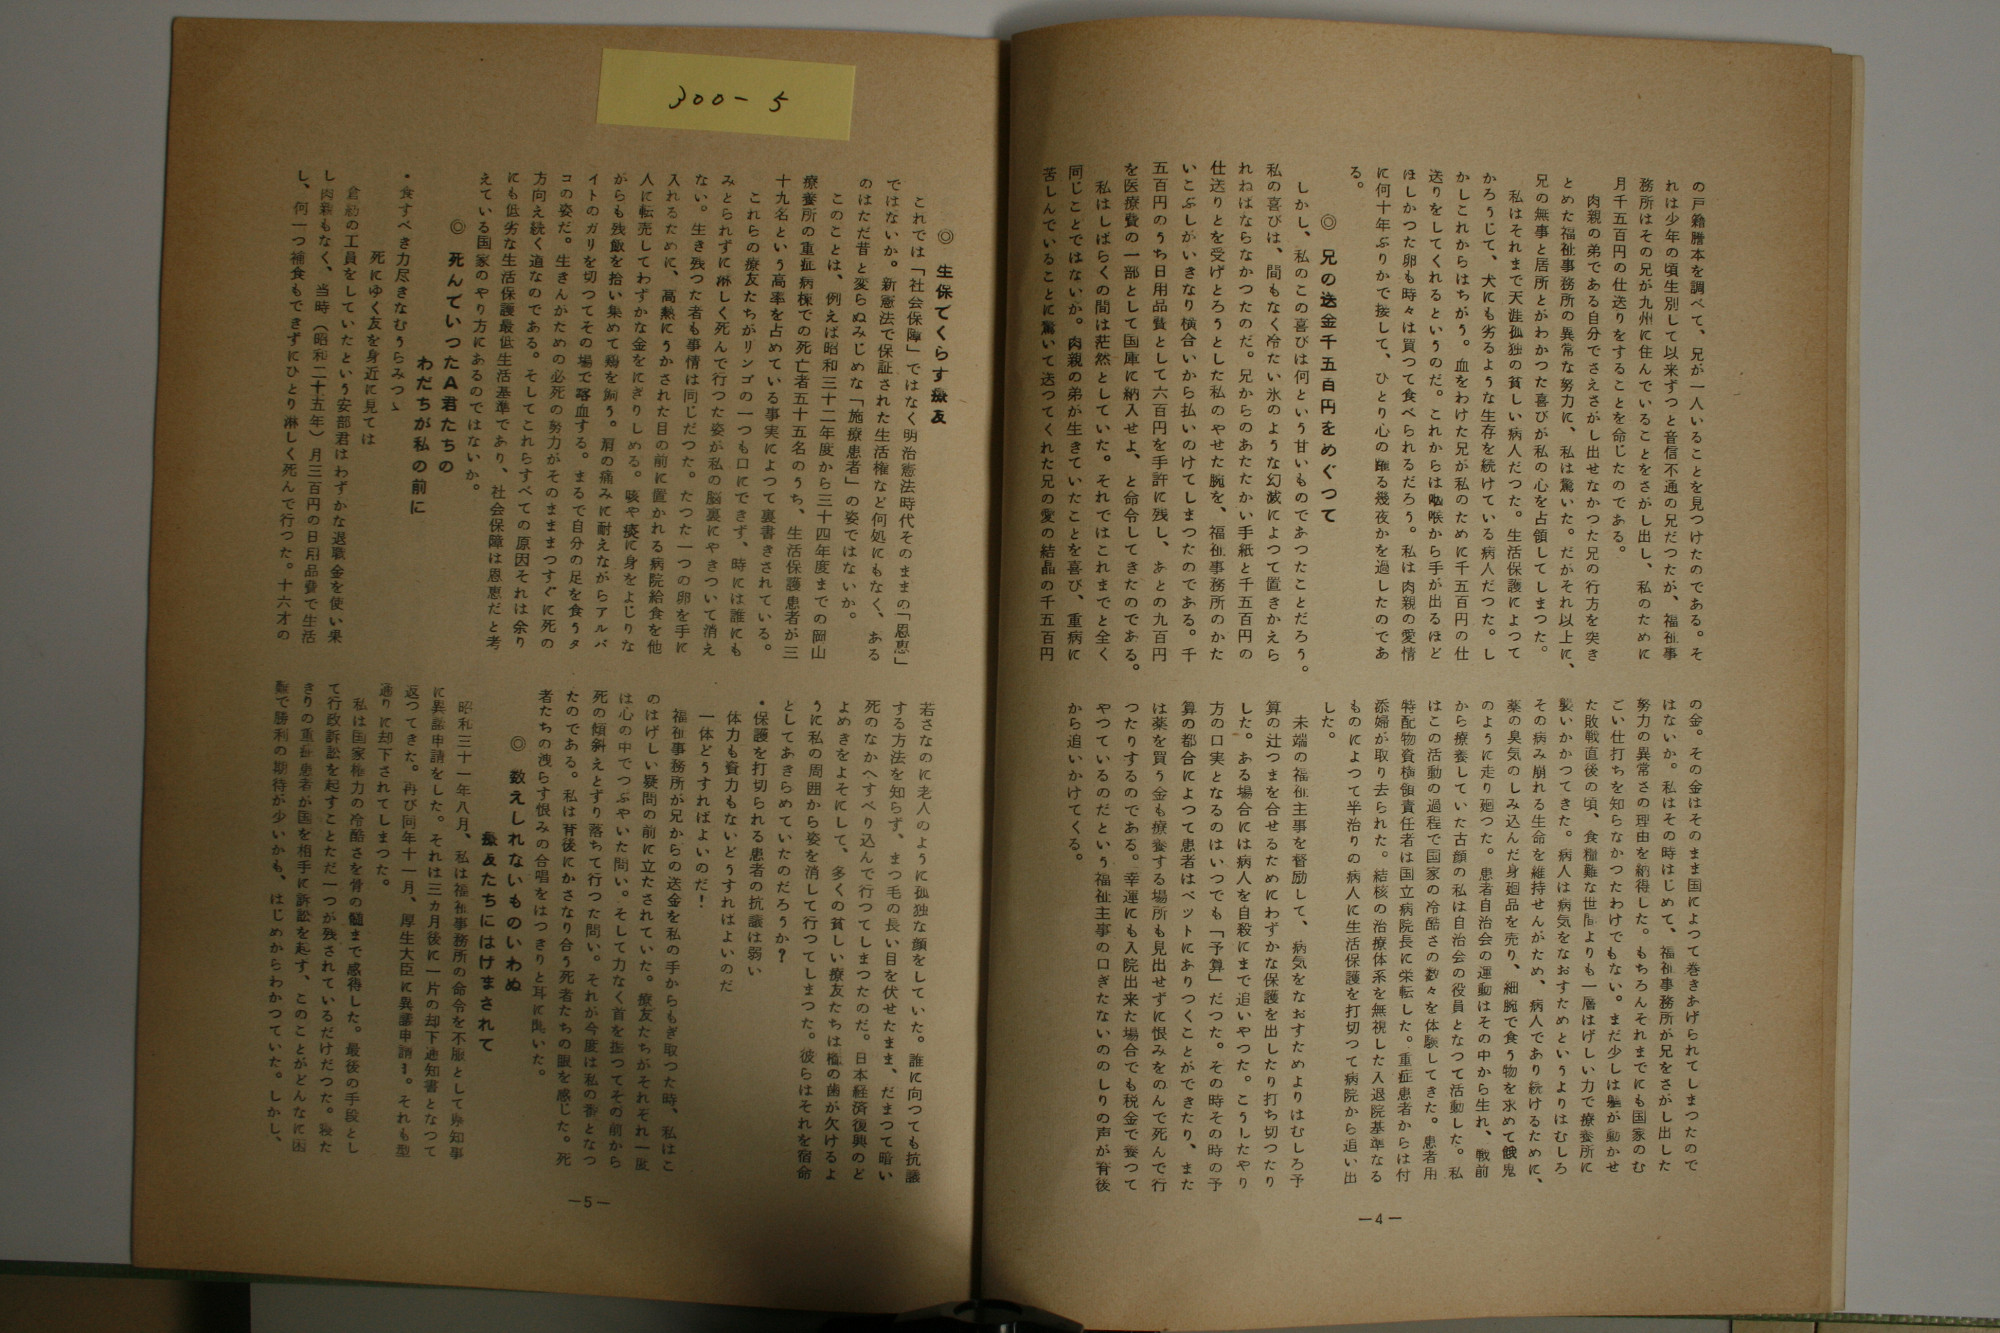 の戸籍謄本を調べて、兄が一人いることを見つけたのである。そ
れは少年の頃生別して以来ずつと音信不通の兄だつたが、福祉事
務所はその兄が九州に住んでいることをさがし出し、私のために
月千五百円の仕送りをすることを命じたのである。
肉親の弟である自分でさえさがし出せなかつた兄の行方を突き
とめた福祉事務所の異常な努力に、私は驚いた。だがそれ以上に、
兄の無事と居所とがわかつた喜びが私の心を占領してしまつた。
私はそれまで天涯孤独の貧しい病人だつた。生活保護によつて
かろうじて、犬にも劣るような生存を続けている病人だつた。し
かしこれからはちがう。血をわけた兄が私のために千五百円の仕
送りをしてくれるというのだ。これからは咽喉から手が出るほど
ほしかつた卵も時々は買つて食べられるだろう。私は肉親の愛情
に何十年ぶりかで接して、ひとり心の躍る幾夜かを過したのであ
る。
◎ 兄の送金千五百円をめぐつて
しかし、私のこの喜びは何という甘いものであつたことだろう。
私の喜びは、間もなく冷たい氷のような幻滅によつて置きかえら
れねばならなかつたのだ。兄からのあたたかい手紙と千五百円の
仕送りとを受けとろうとした私のやせた腕を、福祉事務所のかた
いこぶしがいきなり横合いから払いのけてしまつたのである。千
五百円のうち日用品費として六百円を手許に残し、あとの九百円
を医療費の一部として国庫に納入せよ、と命令してきたのである。
私はしばらくの間は茫然としていた。それではこれまでと全く
同じことではないか。肉親の弟が生きていたことを喜び、重病に
苦しんでいることに驚いて送つてくれた兄の愛の結晶の千五百円
の金。その金はそのまま国によつて巻きあげられてしまつたので
はないか。私はその時はじめて、福祉事務所が兄をさがし出した
努力の異常さの理由を納得した。もちろんそれまでにも国家のむ
ごい仕打ちを知らなかつたわけでもない。まだ少しは躰が動かせ
た敗戦直後の頃、食糧難な世間よりも一層はげしい力で療養所に
襲いかかつてきた。病人は病気をなおすためというよりはむしろ
その病み崩れる生命を維持せんがため、病人であり続けるために、
薬の臭気のしみ込んだ身廻品を売り、細腕で食う物を求めて餓鬼
のように走り廻つた。患者自治会の運動はその中から生れ、戦前
から療養していた古顔の私は自治会の役員となつて活動した。私
はこの活動の過程で国家の冷酷さの数々を体験してきた。患者用
特配物資横領責任者は国立病院長に栄転した。重症患者からは付
添婦が取り去られた。結核の治療体系を無視した入退院基準なる
ものによつて半治りの病人に生活保護を打切つて病院から追い出
した。
未端の福祉主事を督励して、病気をなおすためよりはむしろ予
算の辻つまを合せるためにわずかな保護を出したり打ち切つたり
した。ある場合には病人を自殺にまで追いやつた。こうしたやり
方の口実となるのはいつでも「予算」だつた。その時その時の予
算の都合によつて患者はベットにありつくことができたり、また
は薬を買う金も療養する場所も見出せずに恨みをのんで死んで行
つたりするのである。幸運にも入院出来た場合でも税金で養つて
やつているのだという福祉主事の口ぎたないののしりの声が背後
から追いかけてくる。
―4―
300-5
◎ 生保でくらす療友
これでは「社会保障」ではなく明治憲法時代そのままの「恩恵」
ではないか。新憲法で保証された生活権など何処にもなく、ある
のはただ昔と変らぬみじめな「施療患者」の姿ではないか。
このことは、例えば昭和三十二年度から三十四年度までの岡山
療養所の重症病棟での死亡者五十五名のうち、生活保護患者が三
十九名という高率を占めている事実によつて裏書きされている。
これらの療友たちがリンゴの一つも口にできず、時には誰にも
みとられずに淋しく死んで行つた姿が私の脳裏にやきついて消え
ない。生き残つた者も事情は同じだつた。たつた一つの卵を手に
入れるために、高熱にうかされた目の前に置かれる病院給食を他
人に転売してわずかな金をにぎりしめる。咳や痰に身をよじりな
がらも残飯を拾い集めて鶏を飼う。肩の痛みに耐えながらアルバ
イトのガリを切つてその場で喀血する。まるで自分の足を食うタ
コの姿だ。生きんがための必死の努力がそのまままつすぐに死の
方向え続く道なのである。そしてこれらすべての原因それは余り
にも低劣な生活保護最低生活基準であり、社会保障は恩恵だと考
えている国家のやり方にあるのではないか。
◎ 死んでいつたA君たちの
わだちが私の前に
・食すべき力尽きなむうらみつゝ
死にゆく友を身近に見ては
倉紡の工員をしていたという安部君はわずかな退職金を使い果
し肉親もなく、当時（昭和二十五年）月三百円の日用品費で生活
し、何一つ補食もできずにひとり淋しく死んで行つた。十六才の
若さなのに老人のように孤独な顔をしていた。誰に向つても抗議
する方法を知らず、まつ毛の長い目を伏せたまま、だまつて暗い
死のなかへすべり込んで行つてしまつたのだ。日本経済復興のど
よめきをよそにして、多くの貧しい療友たちは櫛の歯が欠けるよ
うに私の周囲から姿を消して行つてしまつた。彼らはそれを宿命
としてあきらめていたのだろうか？
・保護を打切られる患者の抗議は弱い
体力も資力もないどうすればよいのだ
一体どうすればよいのだ！
福祉事務所が兄からの送金を私の手からもぎ取つた時、私はこ
のはげしい疑問の前に立たされていた。療友たちがそれぞれ一度
は心の中でつぶやいた問い。そして力なく首を振つてその前から
死の傾斜えとずり落ちて行つた問い。それが今度は私の番となつ
たのである。私は背後にかさなり合う死者たちの眼を感じた。死
者たちの洩らす恨みの合唱をはつきりと耳に聞いた。
◎ 数えしれないものいわぬ
療友たちにはげまされて
昭和三十一年八月、私は福祉事務所の命令を不服として県知事
に異議申請をした。それは三カ月後に一片の却下通知書となつて
返つてきた。再び同年十一月、厚生大臣に異議申請！。それも型
通りに却下されてしまつた。
私は国家権力の冷酷さを骨の髄まで感得した。最後の手段とし
て行政訴訟を起すことただ一つが残されているだけだつた。寝た
きりの重症患者が国を相手に訴訟を起す、このことがどんなに困
難で勝利の期待が少いかも、はじめからわかつていた。しかし、
―5―